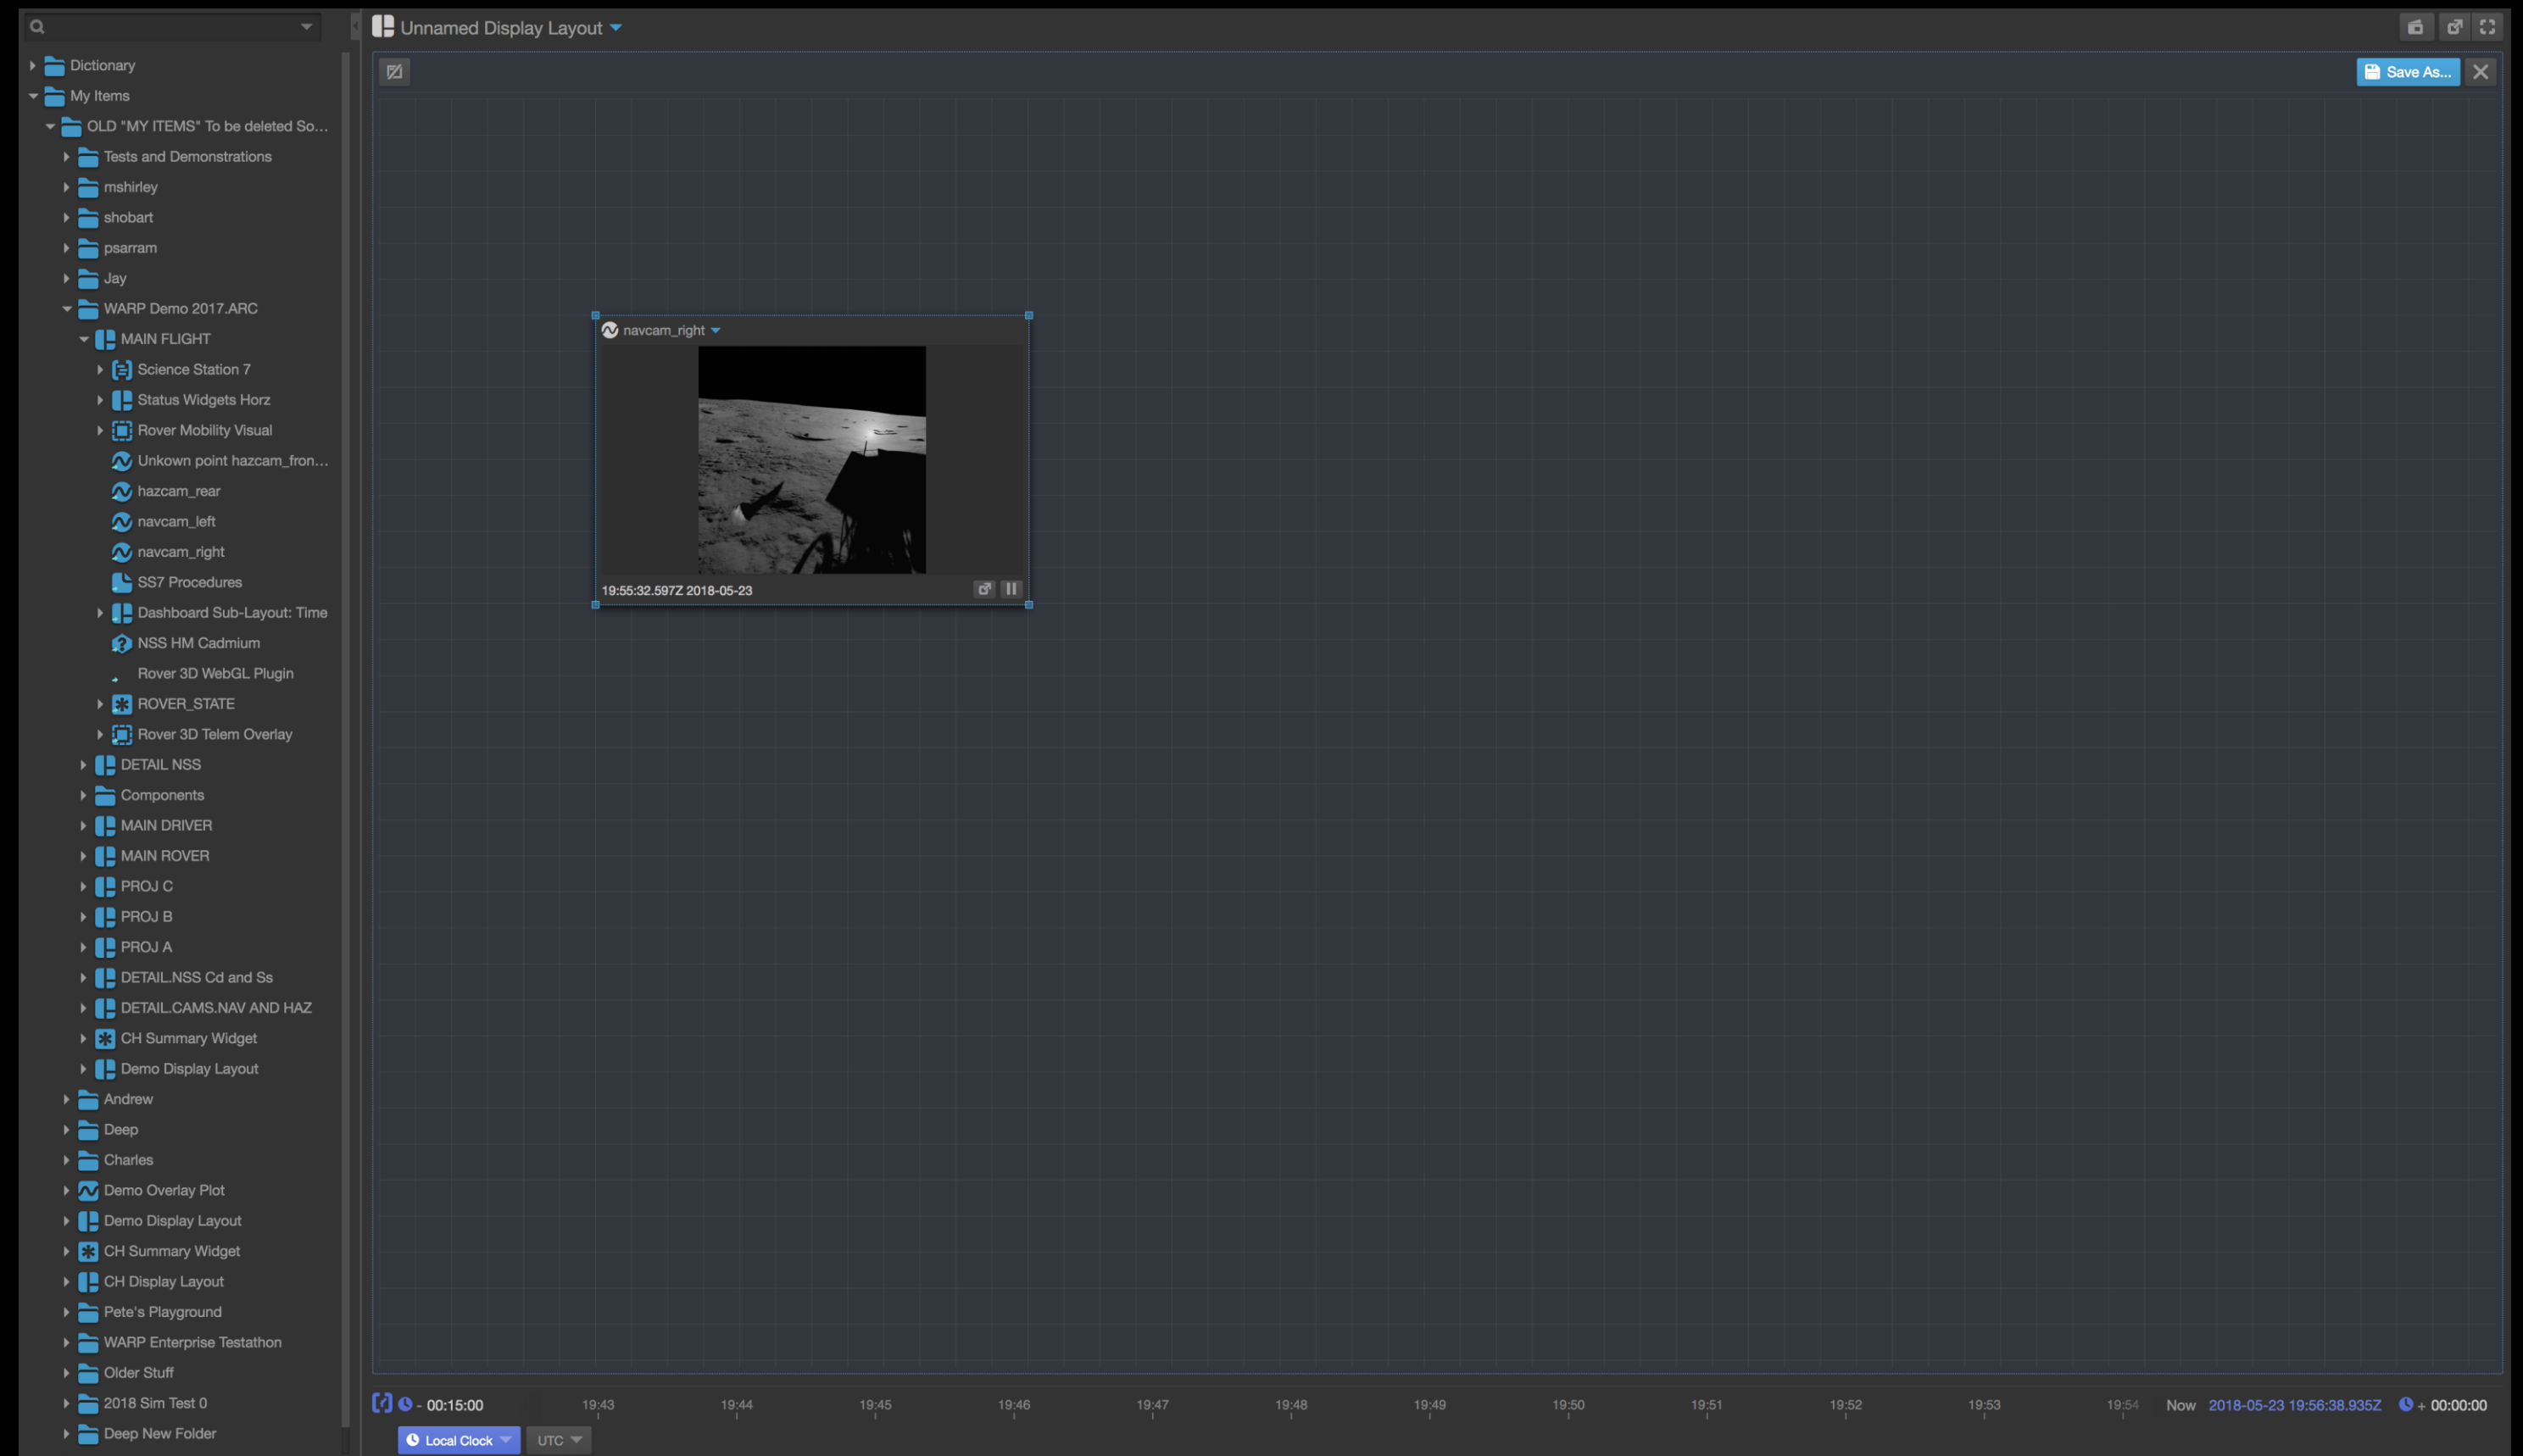 Dictionary
My Items
OLD "MY ITEMS" To be deleted So...
Tests and Demonstrations
mshirley
shobart
psarram
Jay
WARP Demo 2017.ARC
MAIN FLIGHT
Science Station 7
Status Widgets Horz
Rover Mobility Visual
Unkown point hazcam_fron...
hazcam_rear
navcam_left
navcam_right
SS7 Procedures
Dashboard Sub-Layout: Time
NSS HM Cadmium
Rover 3D WebGL Plugin
ROVER_STATE
Rover 3D Telem Overlay
DETAIL NSS
Components
MAIN DRIVER
MAIN ROVER
PROJ C
PROJ B
PROJ A
DETAIL.NSS Cd and Ss
DETAIL.CAMS.NAV AND HAZ
CH Summary Widget
Demo Display Layout
Andrew
Deep
Charles
Demo Overlay Plot
Demo Display Layout
CH Summary Widget
CH Display Layout
Pete's Playground
WARP Enterprise Testathon
Older Stuff
2018 Sim Test 0
Deep New Folder
Unnamed Display Layout
Save As...
navcam_right
19:55:32.597Z 2018-05-23
- 00:15:00 19:43 19:44 19:45 19:46 19:47 19:48 19:49 19:50 19:51 19:52 19:53 19:54 Now 2018-05-23 19:56:38.935Z + 00:00:00
Local Clock UTC